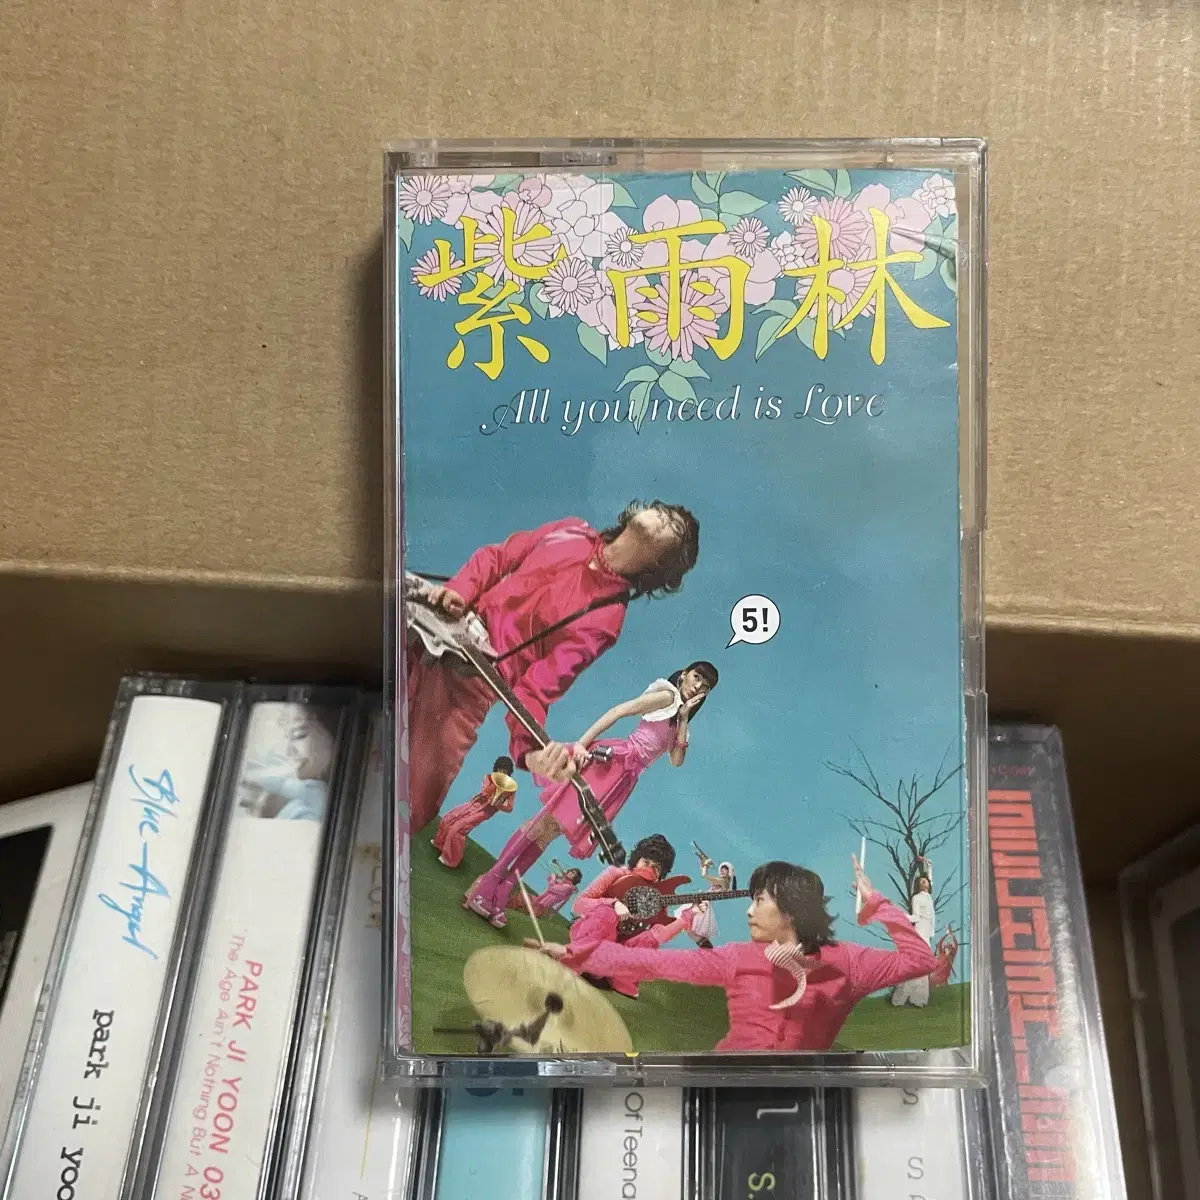 紫雨林
All you need is Love
5!
Blue Angel
park ji yoo
PARK JI YOON 03
'The Age Ain't Nothing But A N
Of Teena